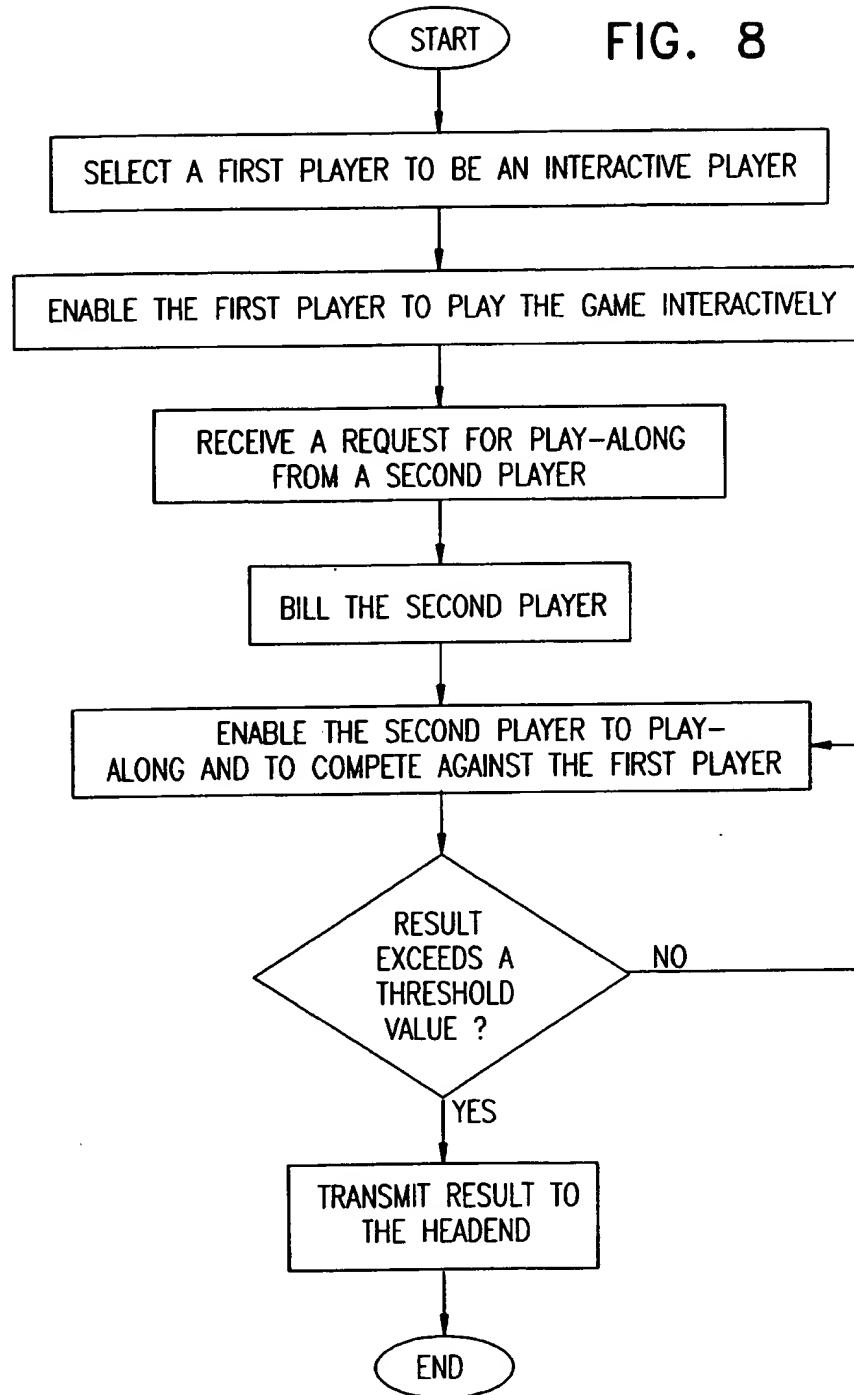 START
FIG. 8
SELECT A FIRST PLAYER TO BE AN INTERACTIVE PLAYER
ENABLE THE FIRST PLAYER TO PLAY THE GAME INTERACTIVELY
RECEIVE A REQUEST FOR PLAY-ALONG
FROM A SECOND PLAYER
BILL THE SECOND PLAYER
ENABLE THE SECOND PLAYER TO PLAY-
ALONG AND TO COMPETE AGAINST THE FIRST PLAYER
RESULT
EXCEEDS A
THRESHOLD
VALUE ?
NO
YES
TRANSMIT RESULT TO
THE HEADEND
END